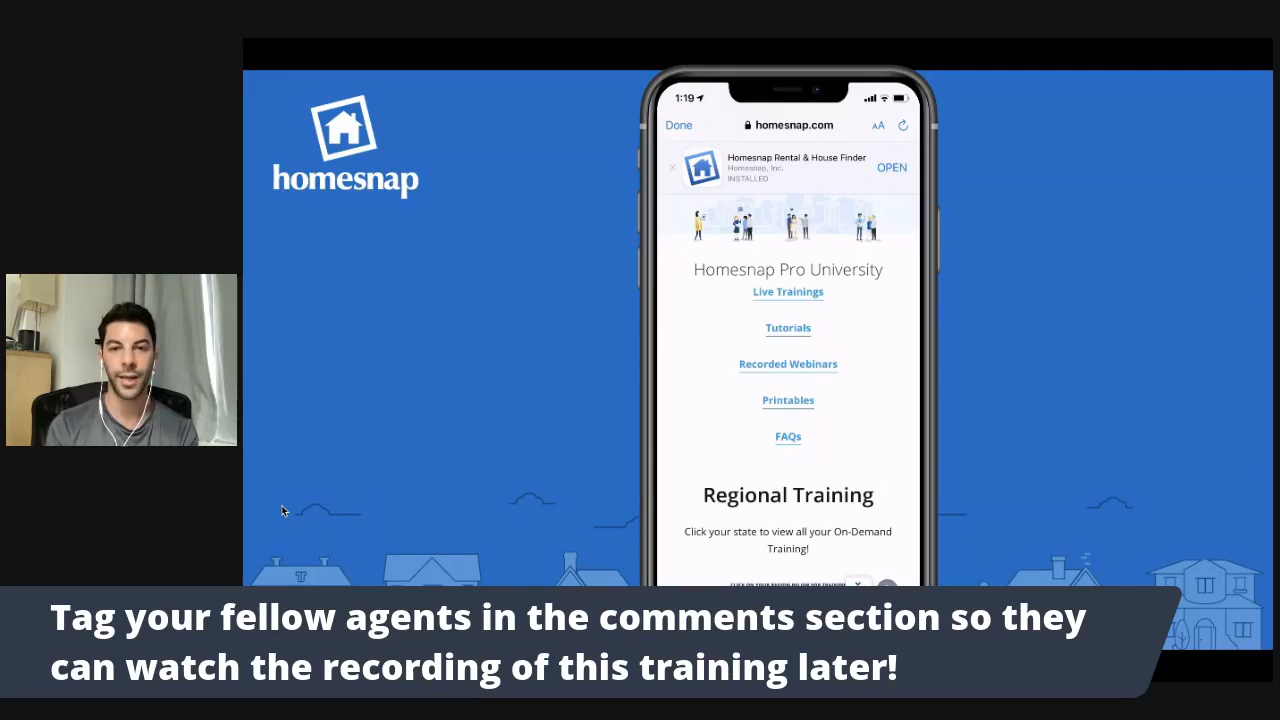 homesnap
1:19
Done
homesnap.com
AA
Homesnap Rental & House Finder
Homesnap, Inc.
INSTALLED
OPEN
Homesnap Pro University
Live Trainings
Tutorials
Recorded Webinars
Printables
FAQs
Regional Training
Click your state to view all your On-Demand
Training!
Tag your fellow agents in the comments section so they
can watch the recording of this training later!